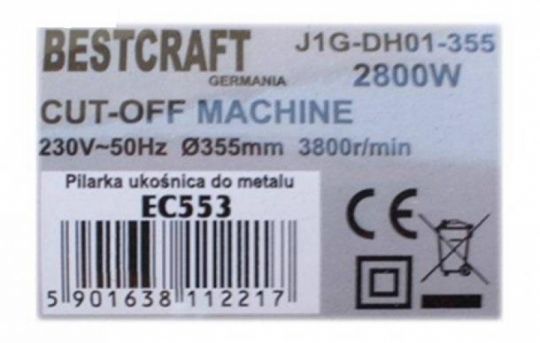 BESTCRAFT J1G-DH01-355
GERMANIA 2800W
CUT-OFF MACHINE
230V~50Hz Ø355mm 3800r/min
Pilarka ukośnica do metalu
EC553
5 901638 112217
CE